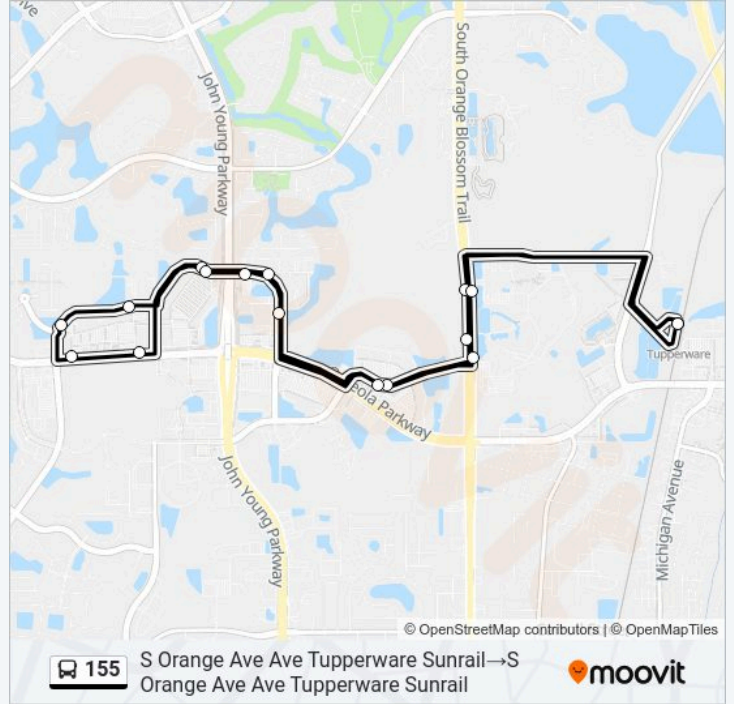 ve
John Young Parkway
South Orange Blossom Trail
Tupperware
eola Parkway
John Young Parkway
Michigan Avenue
© OpenStreetMap contributors | © OpenMapTiles
155
S Orange Ave Ave Tupperware Sunrail→S
Orange Ave Ave Tupperware Sunrail
moovit